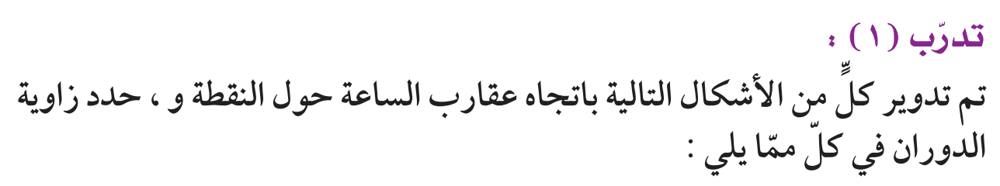 تدرّب (١) :
تم تدوير كلٍّ من الأشكال التالية باتجاه عقارب الساعة حول النقطة و ، حدد زاوية
الدوران في كلّ ممّا يلي :